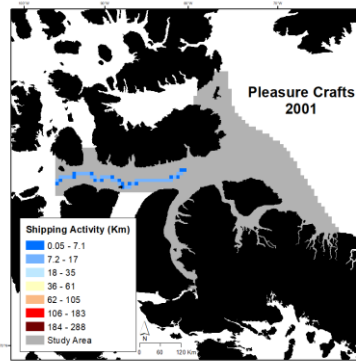 Pleasure Crafts
2001
Shipping Activity (Km)
0.05 - 7.1
7.2 - 17
18 - 35
36 - 61
62 - 105
106 - 183
184 - 288
Study Area
N
0 60 120 Km